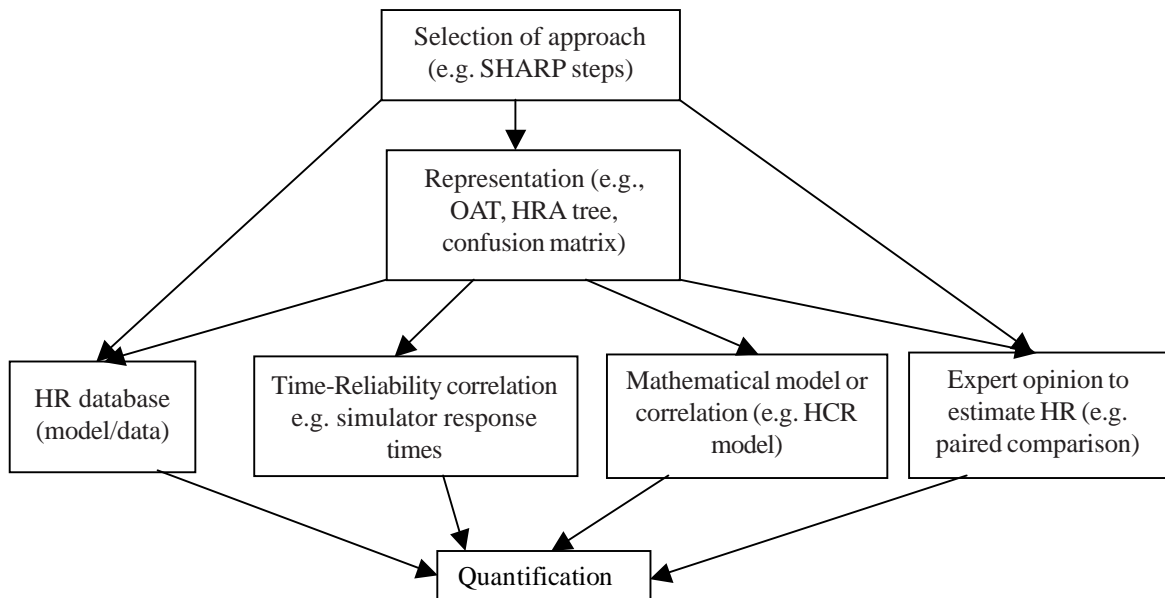 Selection of approach
(e.g. SHARP steps)
Representation (e.g.,
OAT, HRA tree,
confusion matrix)
HR database
(model/data)
Time-Reliability correlation
e.g. simulator response
times
Mathematical model or
correlation (e.g. HCR
model)
Expert opinion to
estimate HR (e.g.
paired comparison)
Quantification